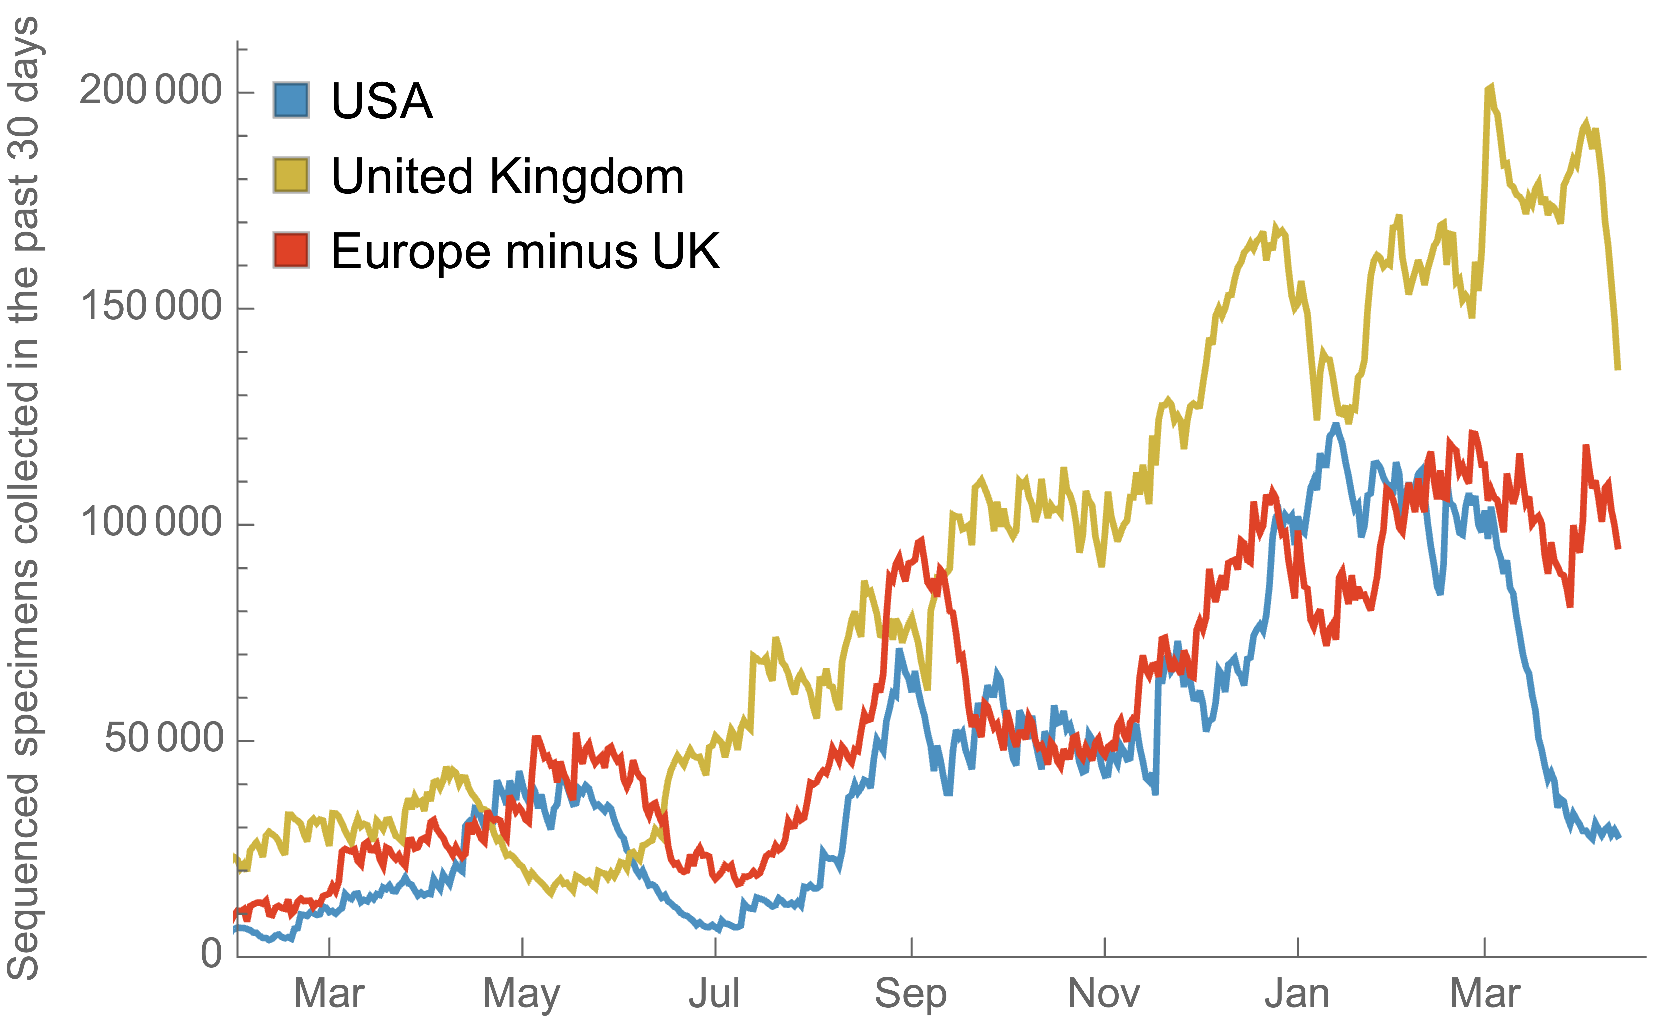 Sequenced specimens collected in the past 30 days
200 000
150 000
100 000
50 000
0
USA
United Kingdom
Europe minus UK
Mar May Jul Sep Nov Jan Mar